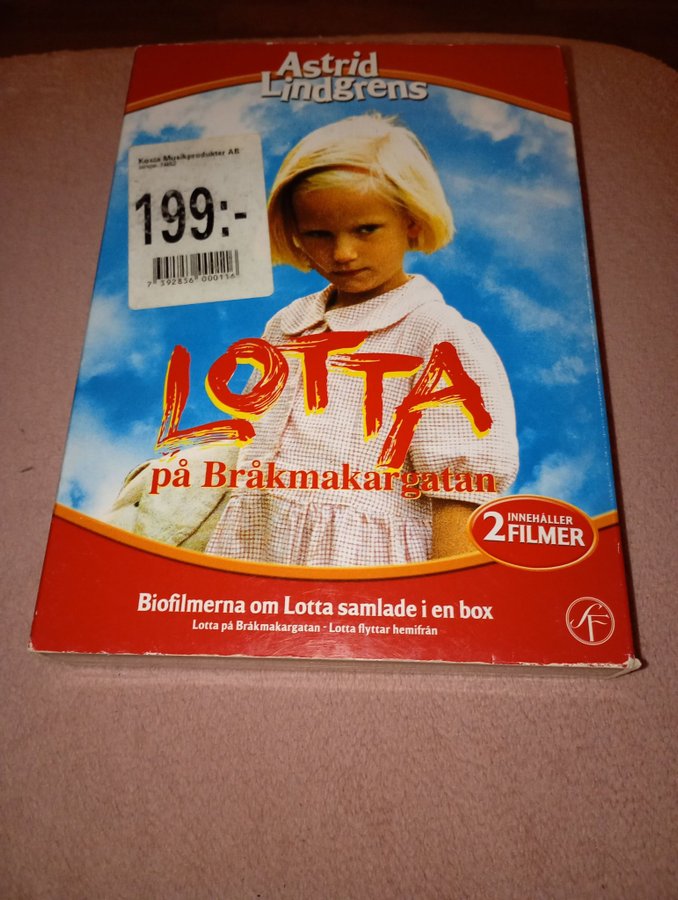 Astrid
Lindgrens
Kosta Musikprodukter AB
199:-
7 392836 000116
LOTTA
på Bråkmakargatan
2 INNEHÅLLER
FILMER
Biofilmerna om Lotta samlade i en box
Lotta på Bråkmakargatan - Lotta flyttar hemifrån
SF